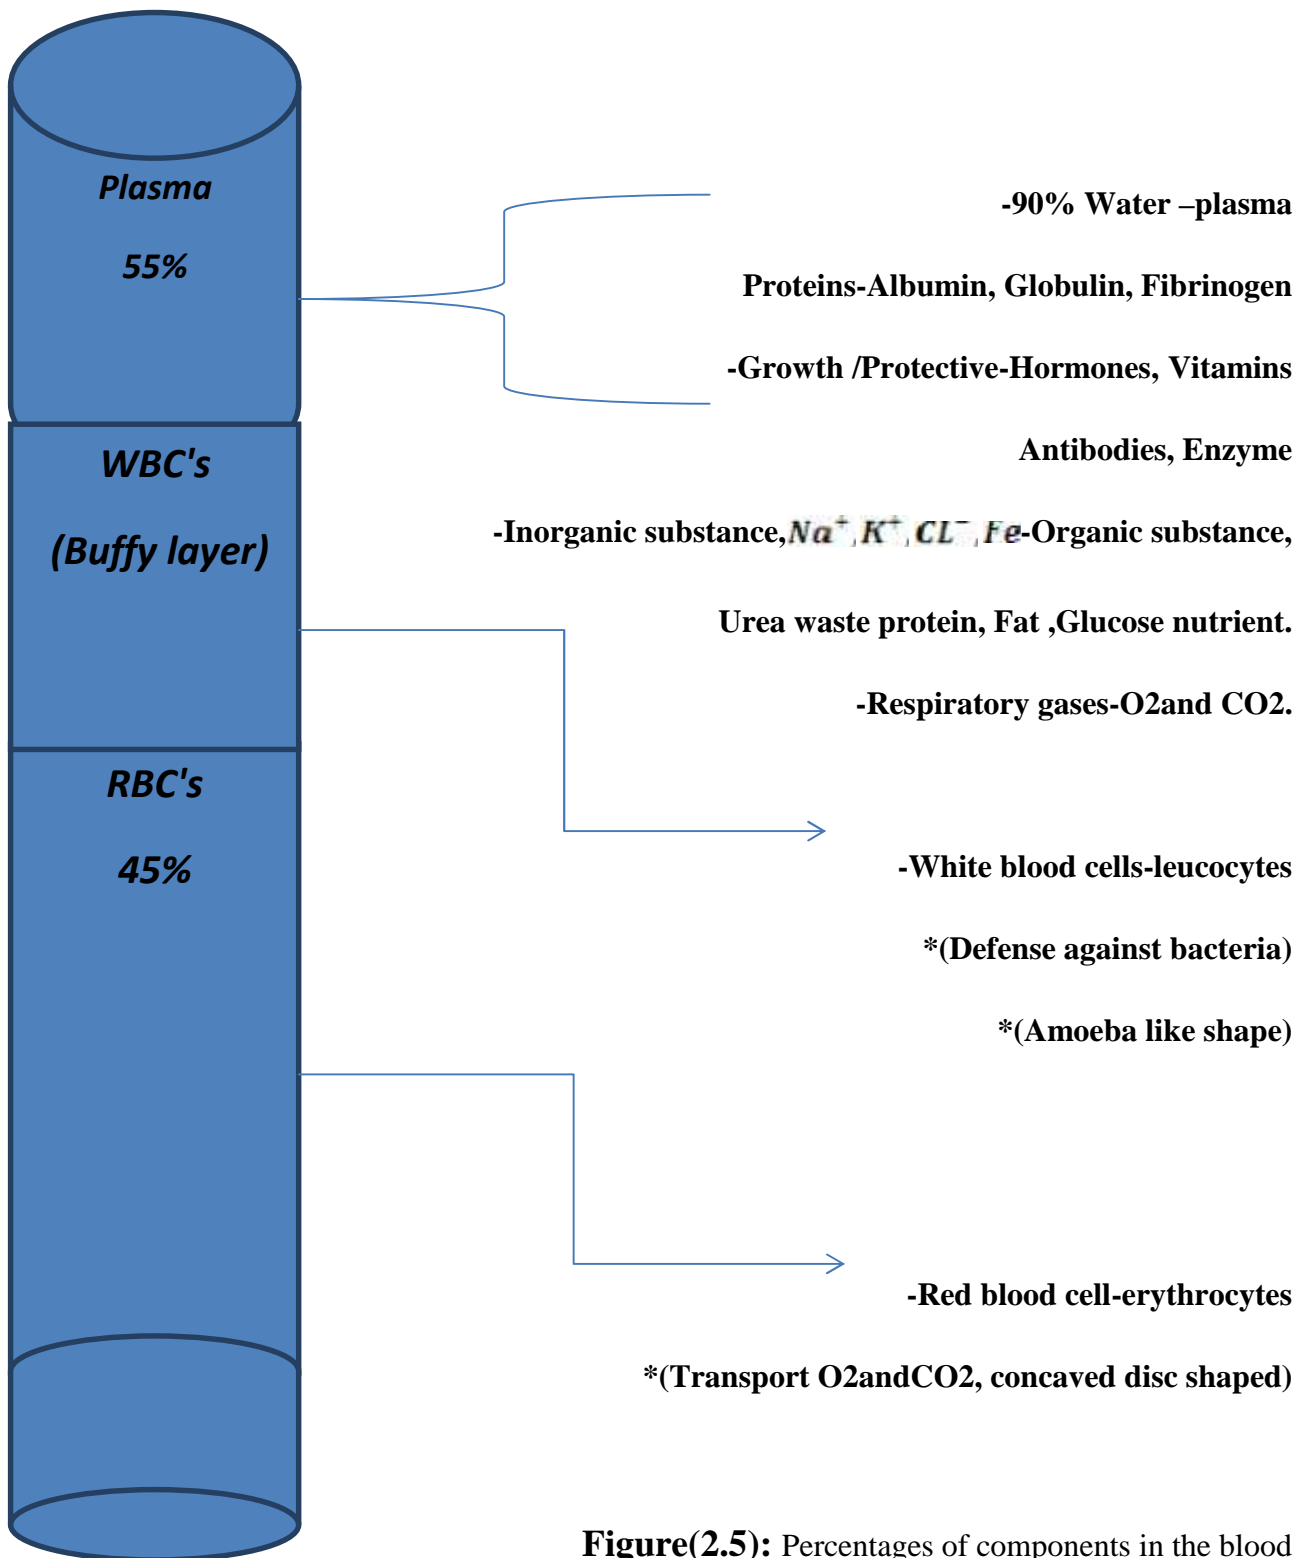 Plasma
55%
WBC's
(Buffy layer)
RBC's
45%
-90% Water –plasma
Proteins-Albumin, Globulin, Fibrinogen
-Growth /Protective-Hormones, Vitamins
Antibodies, Enzyme
-Inorganic substance,Na⁺,K⁺,CL⁻,Fe-Organic substance,
Urea waste protein, Fat ,Glucose nutrient.
-Respiratory gases-O2and CO2.
-White blood cells-leucocytes
*(Defense against bacteria)
*(Amoeba like shape)
-Red blood cell-erythrocytes
*(Transport O2andCO2, concaved disc shaped)
Figure(2.5): Percentages of components in the blood